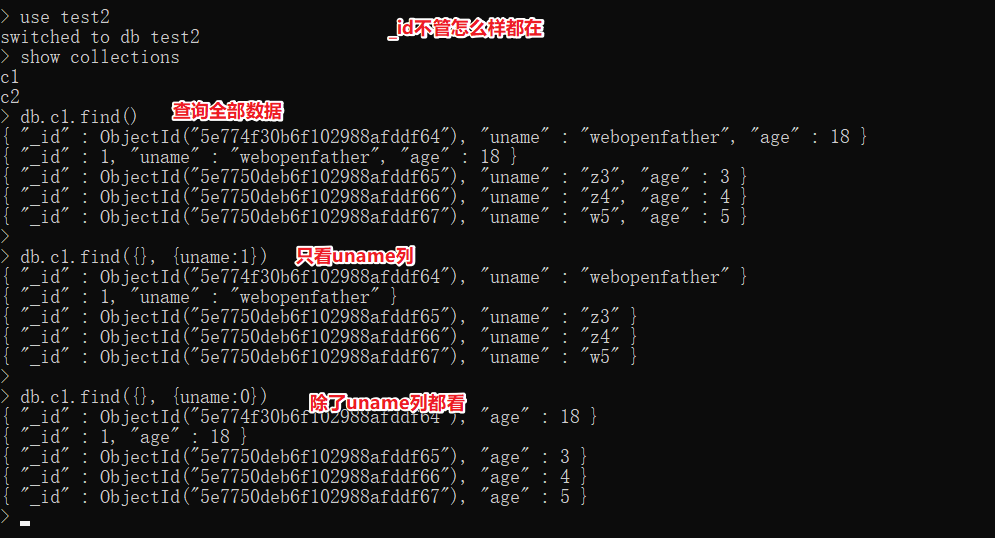 > use test2
_id不管怎么样都在
switched to db test2
> show collections
c1
c2
> db.c1.find()
查询全部数据
{ "_id" : ObjectId("5e774f30b6f102988afddf64"), "uname" : "webopenfather", "age" : 18 }
{ "_id" : 1, "uname" : "webopenfather", "age" : 18 }
{ "_id" : ObjectId("5e7750deb6f102988afddf65"), "uname" : "z3", "age" : 3 }
{ "_id" : ObjectId("5e7750deb6f102988afddf66"), "uname" : "z4", "age" : 4 }
{ "_id" : ObjectId("5e7750deb6f102988afddf67"), "uname" : "w5", "age" : 5 }
>
> db.c1.find({}, {uname:1})
只看uname列
{ "_id" : ObjectId("5e774f30b6f102988afddf64"), "uname" : "webopenfather" }
{ "_id" : 1, "uname" : "webopenfather" }
{ "_id" : ObjectId("5e7750deb6f102988afddf65"), "uname" : "z3" }
{ "_id" : ObjectId("5e7750deb6f102988afddf66"), "uname" : "z4" }
{ "_id" : ObjectId("5e7750deb6f102988afddf67"), "uname" : "w5" }
>
> db.c1.find({}, {uname:0})
除了uname列都看
{ "_id" : ObjectId("5e774f30b6f102988afddf64"), "age" : 18 }
{ "_id" : 1, "age" : 18 }
{ "_id" : ObjectId("5e7750deb6f102988afddf65"), "age" : 3 }
{ "_id" : ObjectId("5e7750deb6f102988afddf66"), "age" : 4 }
{ "_id" : ObjectId("5e7750deb6f102988afddf67"), "age" : 5 }
>